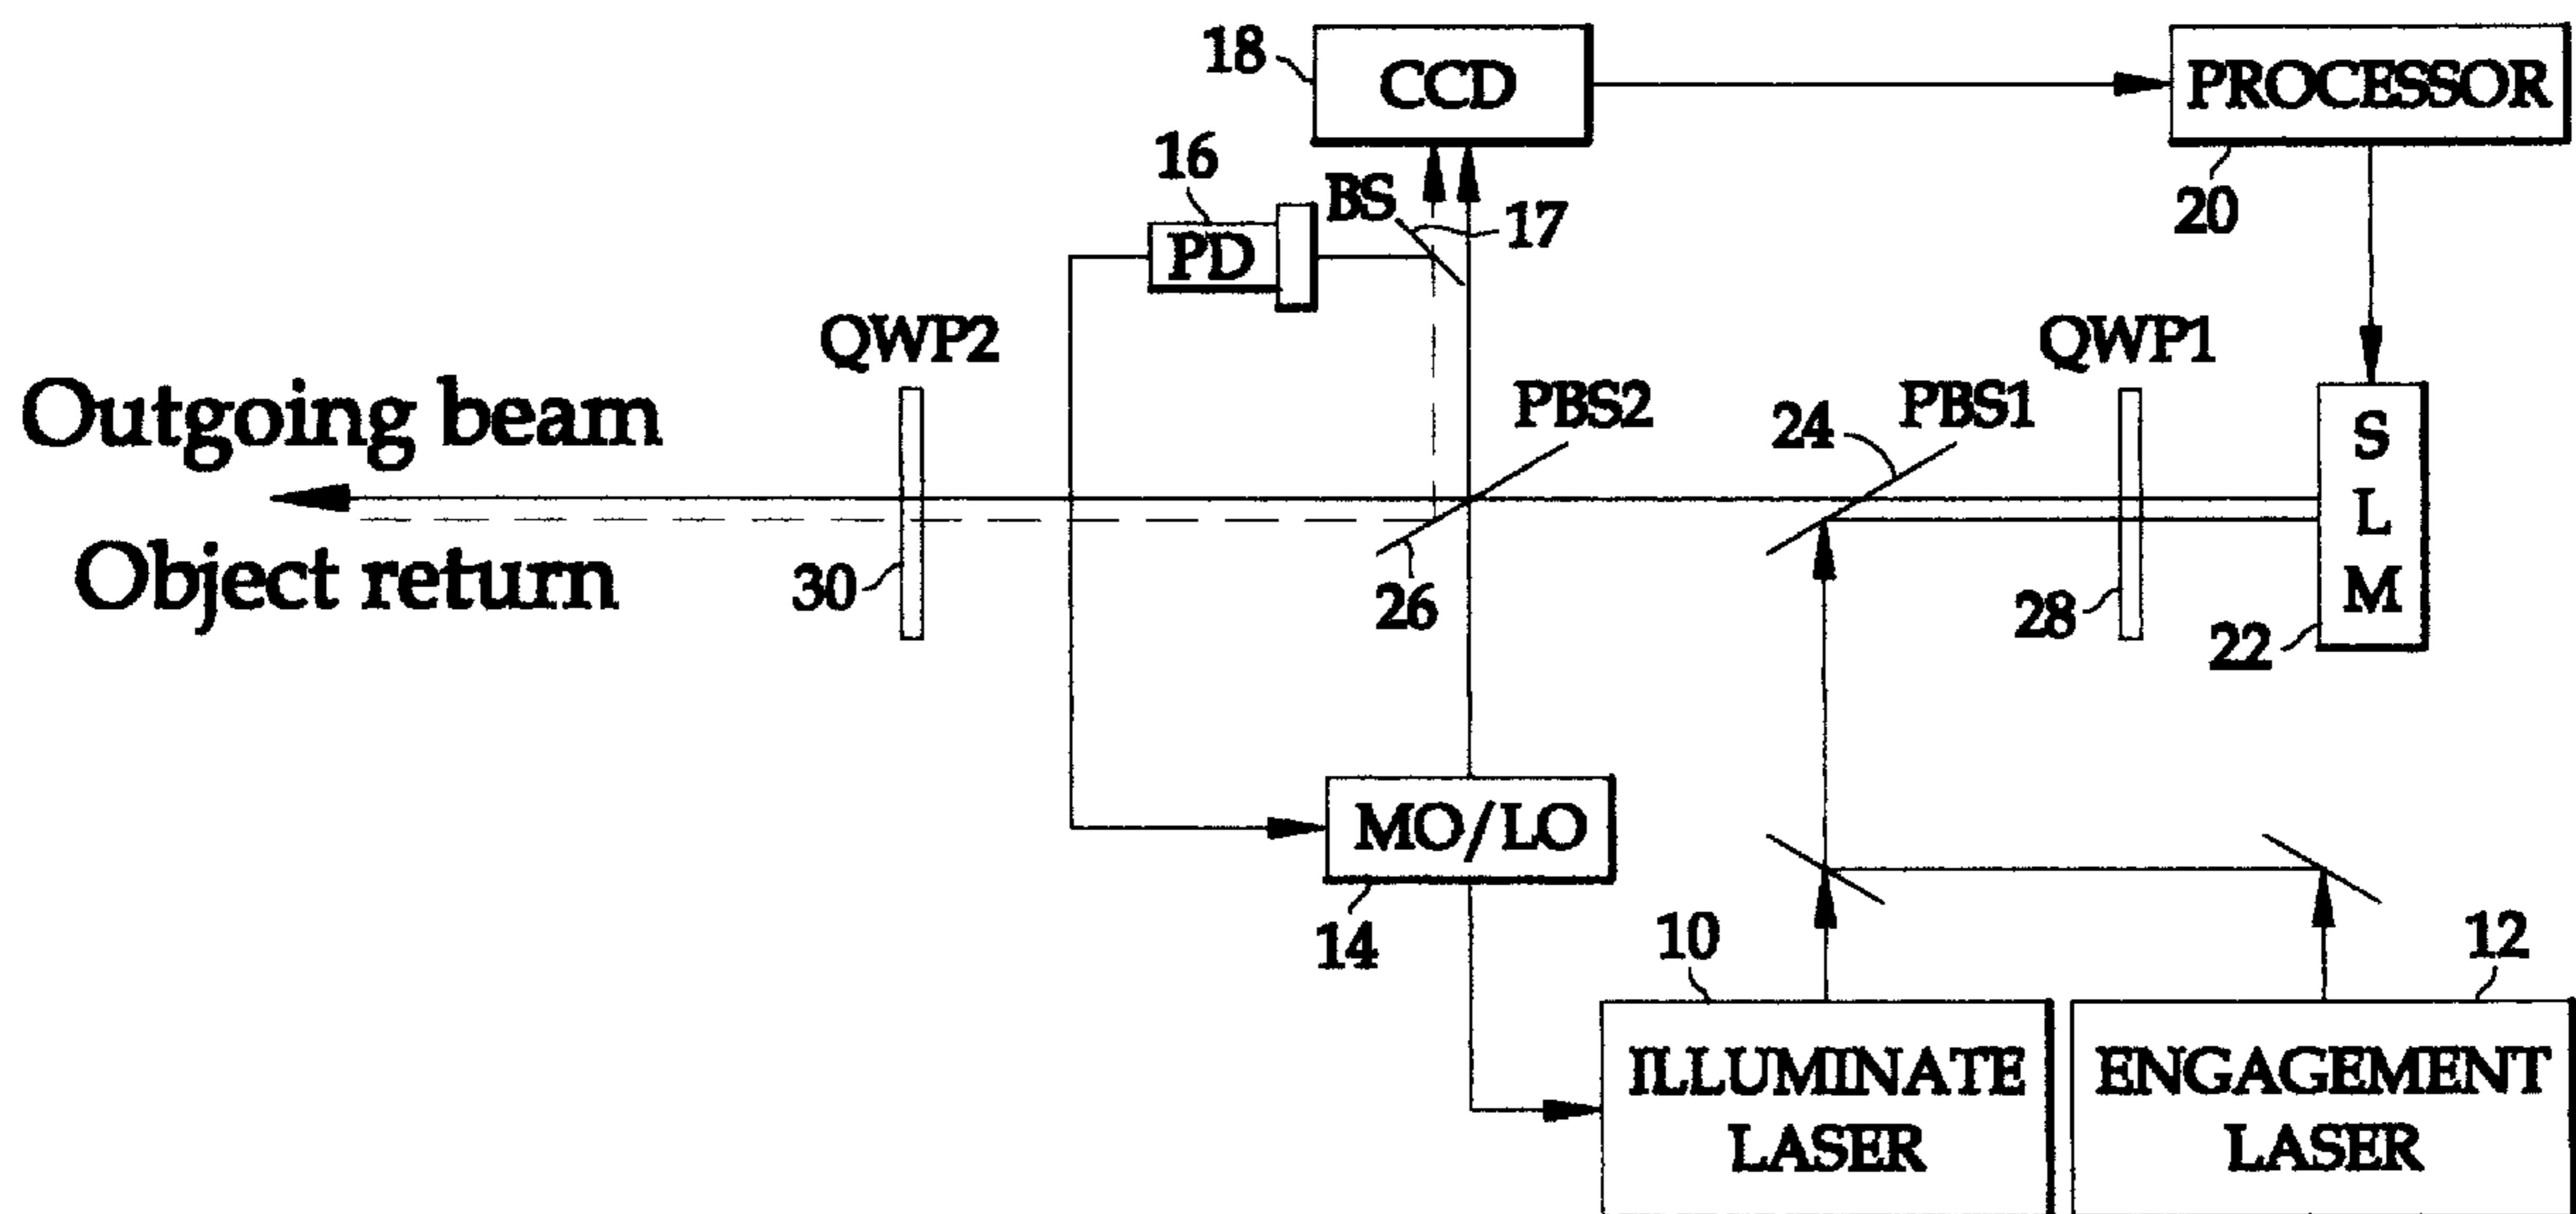 18
CCD
PROCESSOR
20
16
BS
17
PD
QWP2
QWP1
Outgoing beam
Object return
30
PBS2
26
24
PBS1
28
S
L
M
22
MO/LO
14
10
12
ILLUMINATE
LASER
ENGAGEMENT
LASER